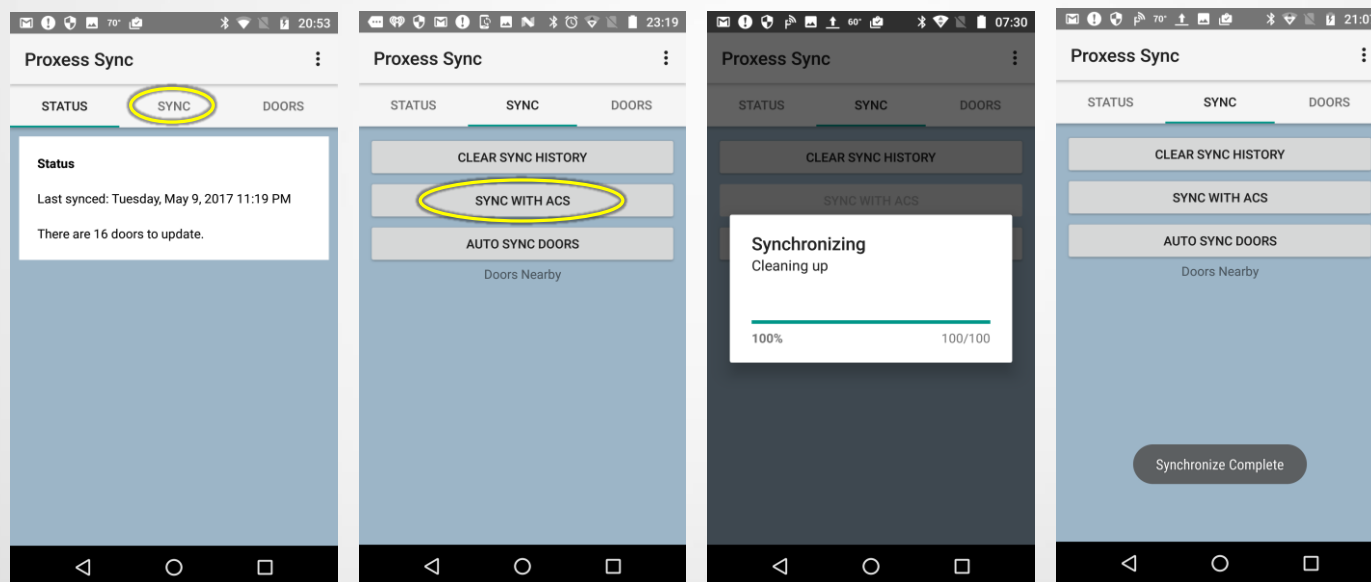 70° 20:53
Proxess Sync
STATUS SYNC DOORS
Status
Last synced: Tuesday, May 9, 2017 11:19 PM
There are 16 doors to update.
23:19
Proxess Sync
STATUS SYNC DOORS
CLEAR SYNC HISTORY
SYNC WITH ACS
AUTO SYNC DOORS
Doors Nearby
60° 07:30
Proxess Sync
STATUS SYNC DOORS
CLEAR SYNC HISTORY
SYNC WITH ACS
Synchronizing
Cleaning up
100% 100/100
70°
Proxess Sync
STATUS SYNC DOORS
CLEAR SYNC HISTORY
SYNC WITH ACS
AUTO SYNC DOORS
Doors Nearby
Synchronize Complete